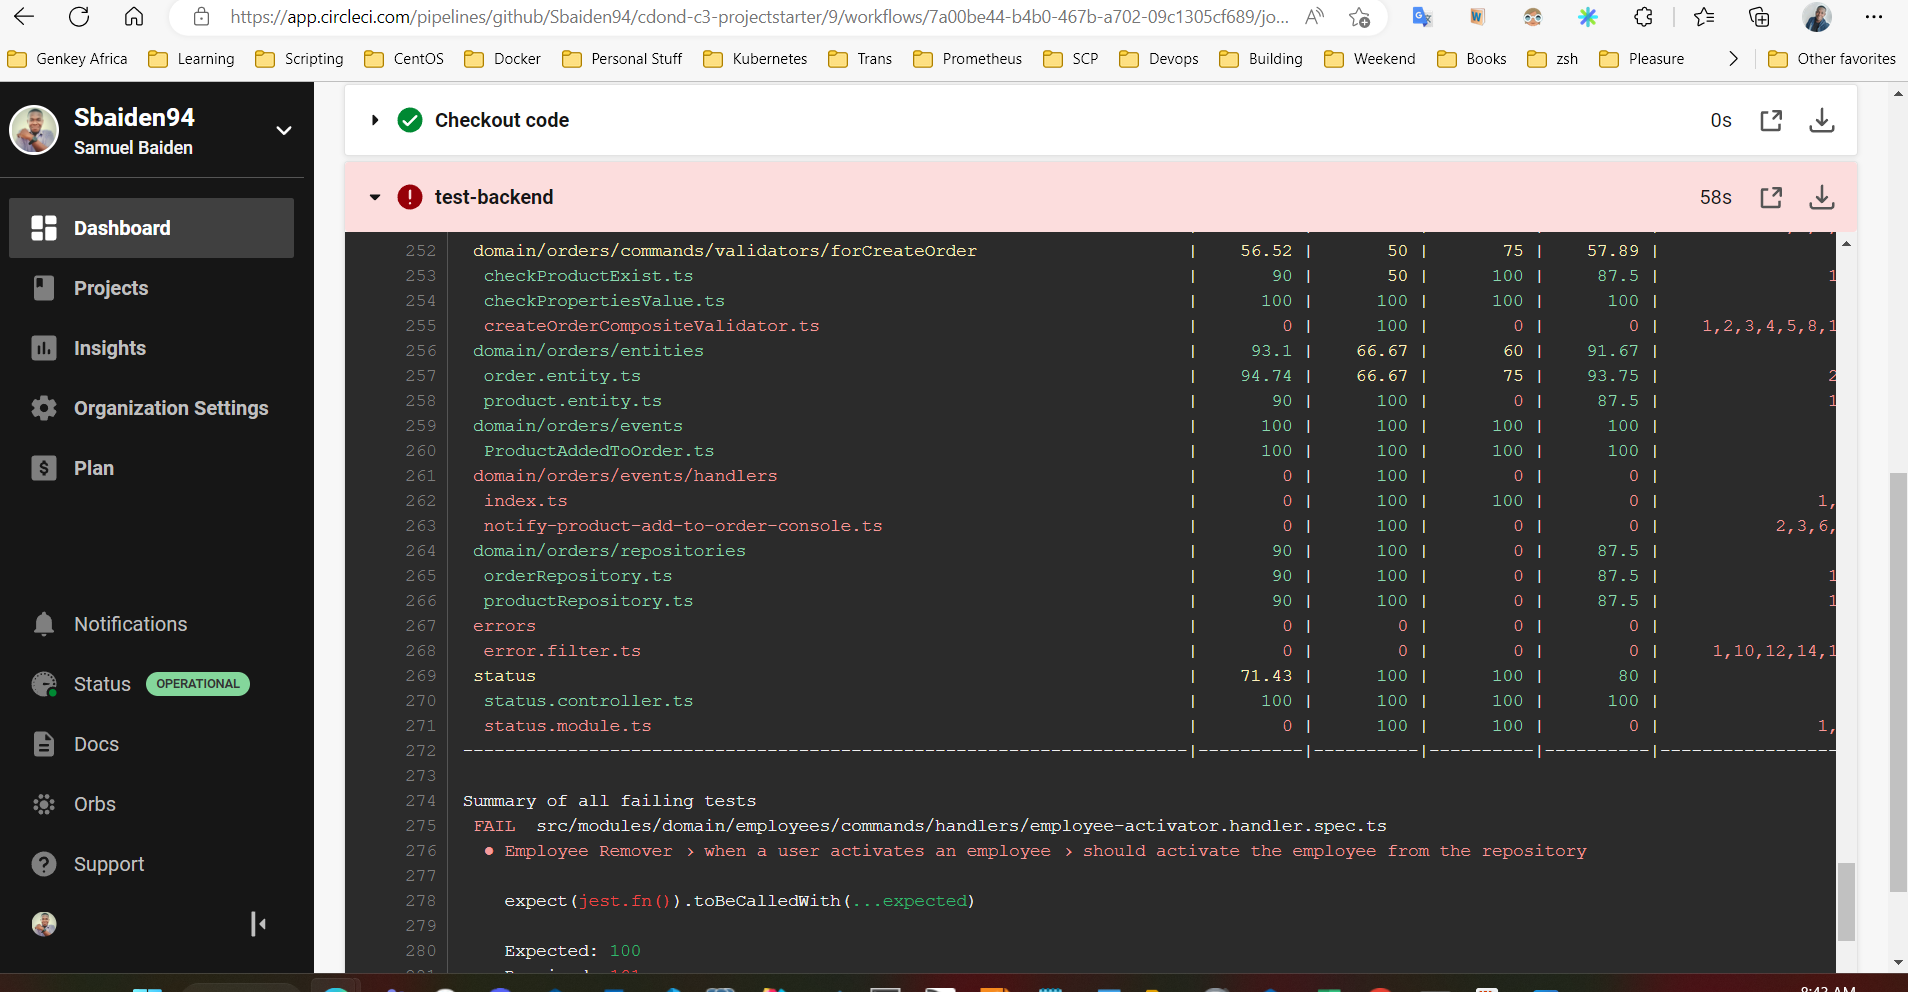 https://app.circleci.com/pipelines/github/Sbaiden94/cdond-c3-projectstarter/9/workflows/7a00be44-b4b0-467b-a702-09c1305cf689/jo...
Genkey Africa Learning Scripting CentOS Docker Personal Stuff Kubernetes Trans Prometheus SCP Devops Building Weekend Books zsh Pleasure Other favorites
Sbaiden94
Samuel Baiden
Dashboard
Projects
Insights
Organization Settings
Plan
Notifications
Status OPERATIONAL
Docs
Orbs
Support
Checkout code 0s
test-backend 58s
252 domain/orders/commands/validators/forCreateOrder | 56.52 | 50 | 75 | 57.89 |
253 checkProductExist.ts | 90 | 50 | 100 | 87.5 | 1
254 checkPropertiesValue.ts | 100 | 100 | 100 | 100 |
255 createOrderCompositeValidator.ts | 0 | 100 | 0 | 0 | 1,2,3,4,5,8,1
256 domain/orders/entities | 93.1 | 66.67 | 60 | 91.67 |
257 order.entity.ts | 94.74 | 66.67 | 75 | 93.75 | 2
258 product.entity.ts | 90 | 100 | 0 | 87.5 | 1
259 domain/orders/events | 100 | 100 | 100 | 100 |
260 ProductAddedToOrder.ts | 100 | 100 | 100 | 100 |
261 domain/orders/events/handlers | 0 | 100 | 0 | 0 |
262 index.ts | 0 | 100 | 100 | 0 | 1,
263 notify-product-add-to-order-console.ts | 0 | 100 | 0 | 0 | 2,3,6,
264 domain/orders/repositories | 90 | 100 | 0 | 87.5 |
265 orderRepository.ts | 90 | 100 | 0 | 87.5 | 1
266 productRepository.ts | 90 | 100 | 0 | 87.5 | 1
267 errors | 0 | 0 | 0 | 0 |
268 error.filter.ts | 0 | 0 | 0 | 0 | 1,10,12,14,1
269 status | 71.43 | 100 | 100 | 80 |
270 status.controller.ts | 100 | 100 | 100 | 100 |
271 status.module.ts | 0 | 100 | 100 | 0 | 1,
272 ---------------------------------------------------------------------|----------|----------|----------|----------|-----------------
273
274 Summary of all failing tests
275 FAIL src/modules/domain/employees/commands/handlers/employee-activator.handler.spec.ts
276 ● Employee Remover › when a user activates an employee › should activate the employee from the repository
277
278 expect(jest.fn()).toBeCalledWith(...expected)
279
280 Expected: 100